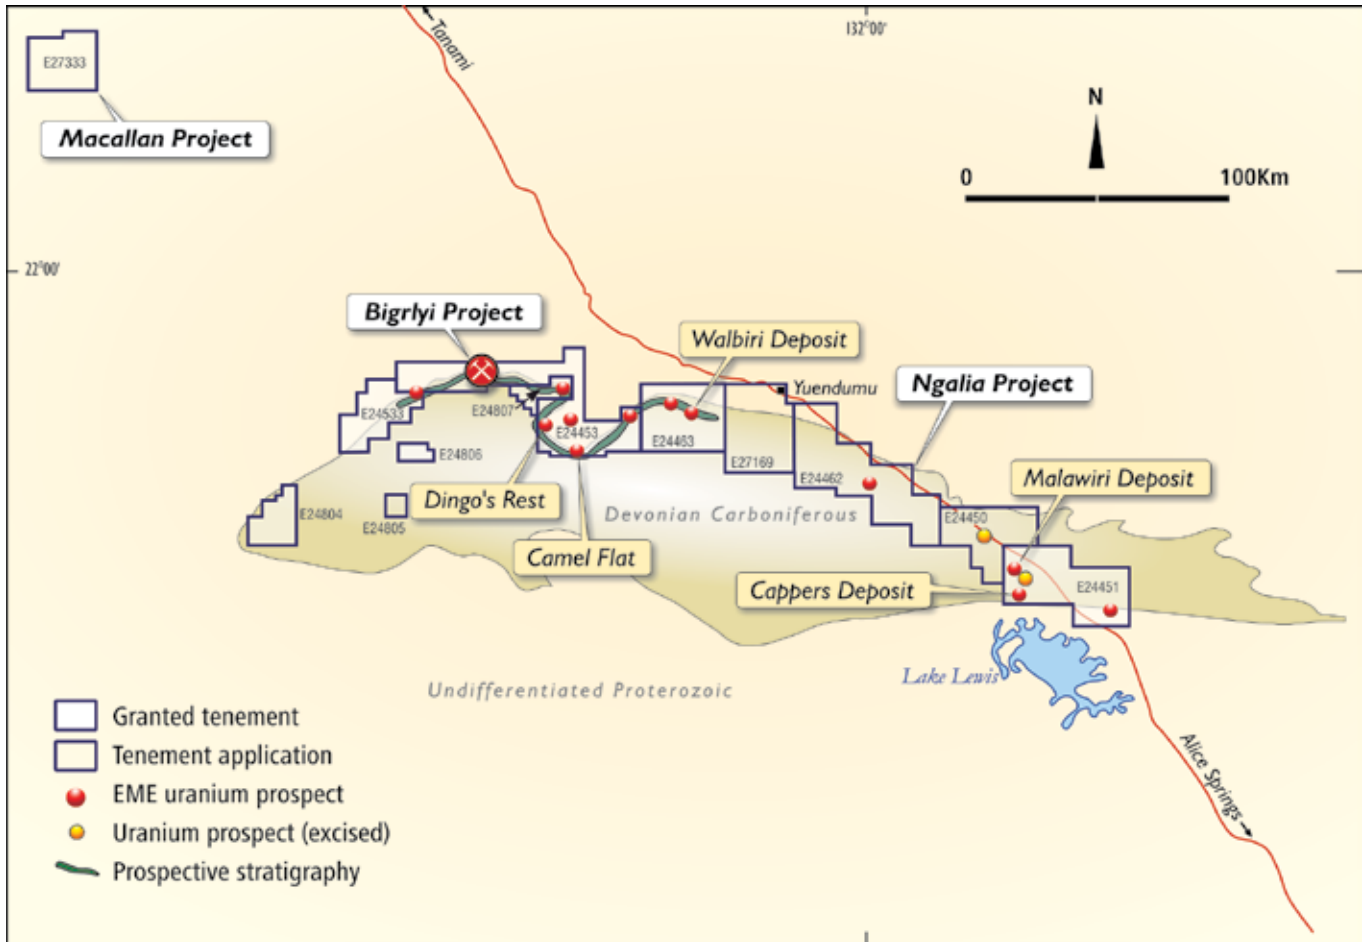 Tanami
132°00'
E27333
Macallan Project
N
0 100Km
22°00'
Bigrlyi Project
Walbiri Deposit
Yuendumu
Ngalia Project
E24533
E24807
E24453
E24463
E24806
E27169
E24462
Malawiri Deposit
Dingo's Rest
E24804
E24805
Devonian Carboniferous
E24450
Camel Flat
Cappers Deposit
E24451
Lake Lewis
Undifferentiated Proterozoic
Granted tenement
Tenement application
EME uranium prospect
Uranium prospect (excised)
Prospective stratigraphy
Alice Springs